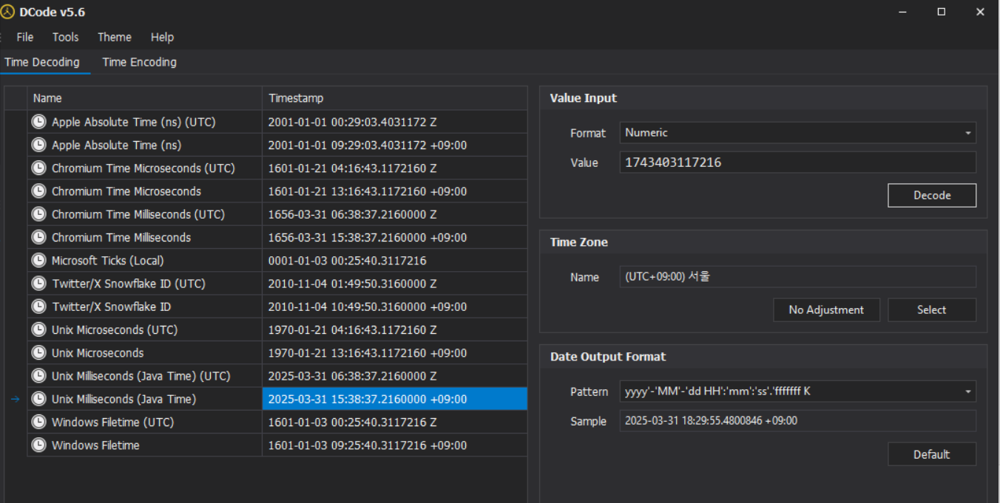 DCode v5.6
File Tools Theme Help
Time Decoding Time Encoding
Name Timestamp
Apple Absolute Time (ns) (UTC) 2001-01-01 00:29:03.4031172 Z
Apple Absolute Time (ns) 2001-01-01 09:29:03.4031172 +09:00
Chromium Time Microseconds (UTC) 1601-01-21 04:16:43.1172160 Z
Chromium Time Microseconds 1601-01-21 13:16:43.1172160 +09:00
Chromium Time Milliseconds (UTC) 1656-03-31 06:38:37.2160000 Z
Chromium Time Milliseconds 1656-03-31 15:38:37.2160000 +09:00
Microsoft Ticks (Local) 0001-01-03 00:25:40.3117216
Twitter/X Snowflake ID (UTC) 2010-11-04 01:49:50.3160000 Z
Twitter/X Snowflake ID 2010-11-04 10:49:50.3160000 +09:00
Unix Microseconds (UTC) 1970-01-21 04:16:43.1172160 Z
Unix Microseconds 1970-01-21 13:16:43.1172160 +09:00
Unix Milliseconds (Java Time) (UTC) 2025-03-31 06:38:37.2160000 Z
Unix Milliseconds (Java Time) 2025-03-31 15:38:37.2160000 +09:00
Windows Filetime (UTC) 1601-01-03 00:25:40.3117216 Z
Windows Filetime 1601-01-03 09:25:40.3117216 +09:00
Value Input
Format Numeric
Value 1743403117216
Decode
Time Zone
Name (UTC+09:00) 서울
No Adjustment Select
Date Output Format
Pattern yyyy'-'MM'-'dd HH':'mm':'ss'.'fffffff K
Sample 2025-03-31 18:29:55.4800846 +09:00
Default